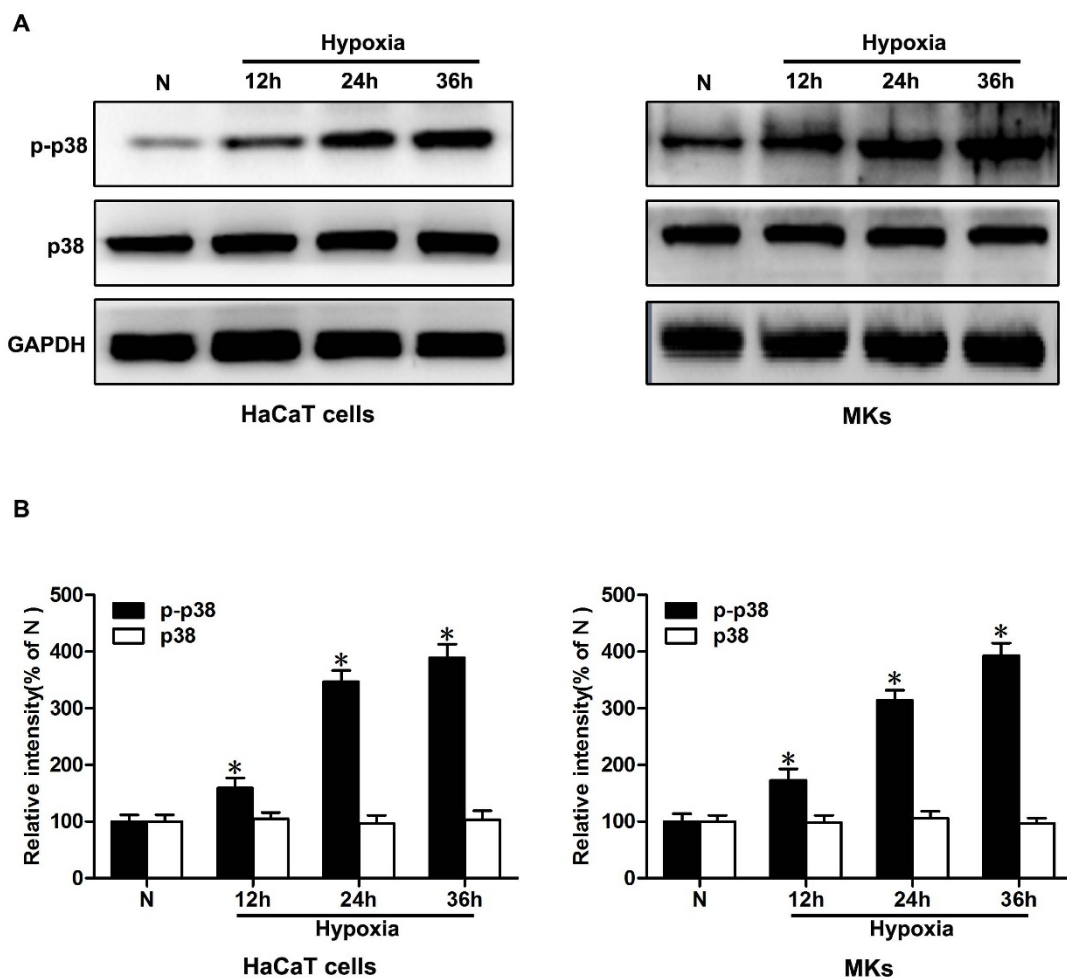 A
Hypoxia
N 12h 24h 36h
p-p38
p38
GAPDH
HaCaT cells
Hypoxia
N 12h 24h 36h
MKs
B
Relative intensity(% of N )
500
400
300
200
100
0
p-p38
p38
* * *
N 12h 24h 36h
Hypoxia
HaCaT cells
Relative intensity(% of N )
500
400
300
200
100
0
p-p38
p38
* * *
N 12h 24h 36h
Hypoxia
MKs